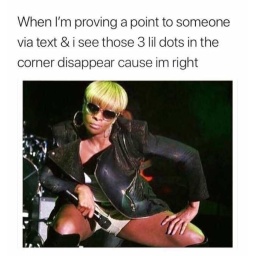 When I'm proving a point to someone
via text & i see those 3 lil dots in the
corner disappear cause im right